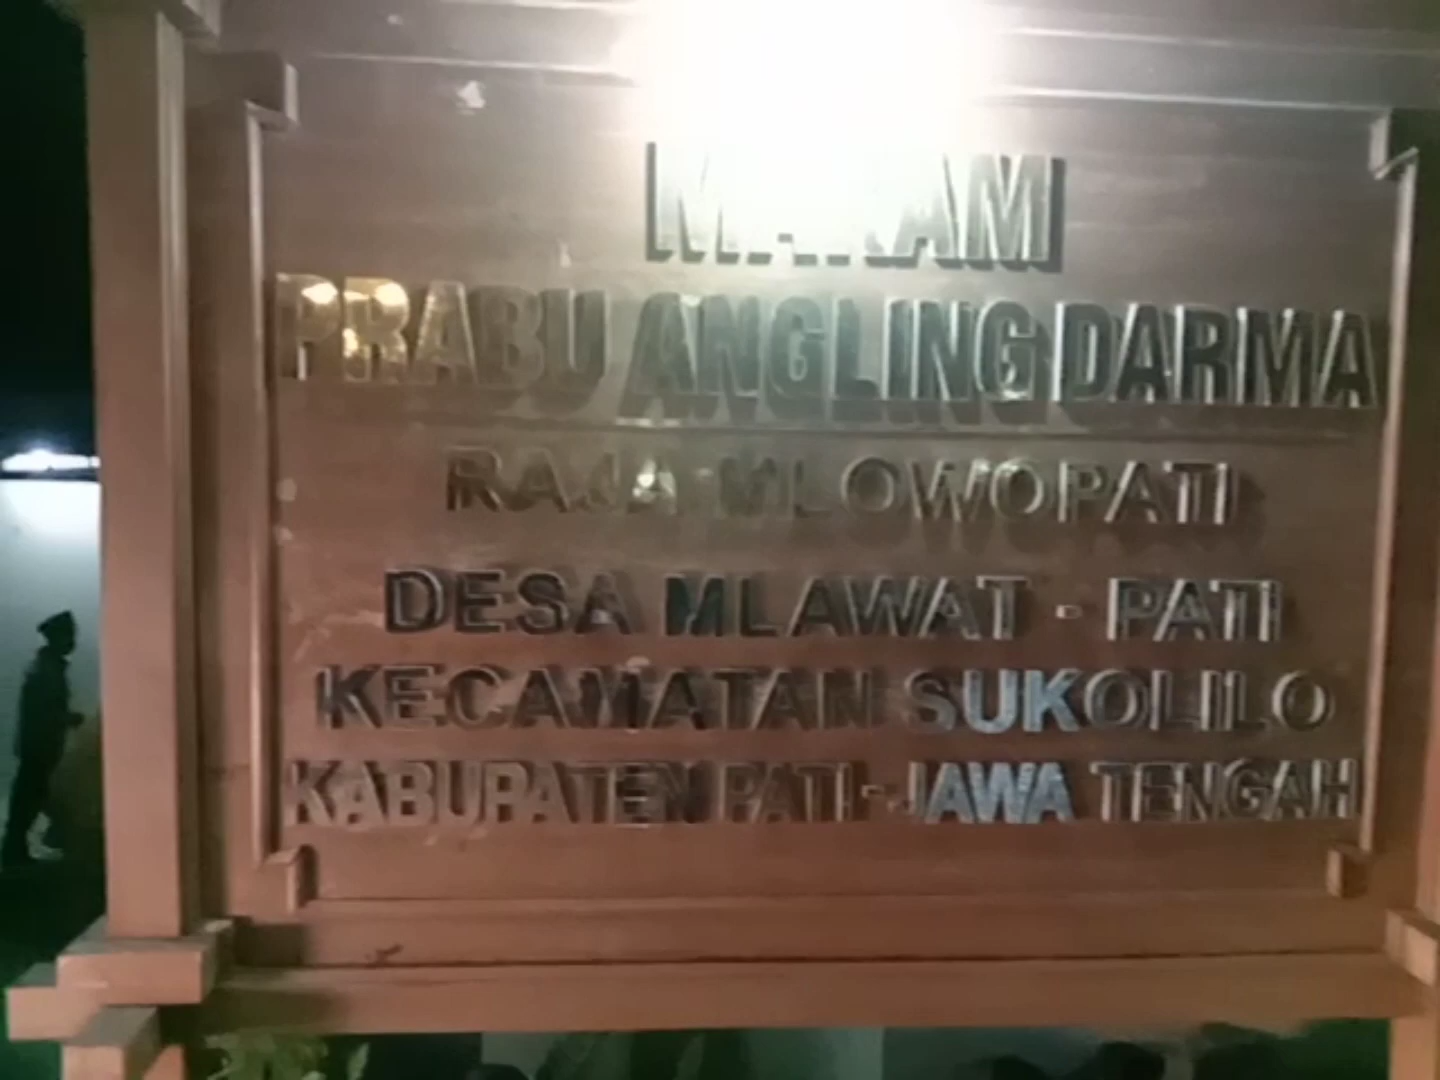 MAKAM
PRABU ANGLING DARMA
RAJA MLOWOPATI
DESA MLAWAT - PATI
KECAMATAN SUKOLILO
KABUPATEN PATI - JAWA TENGAH